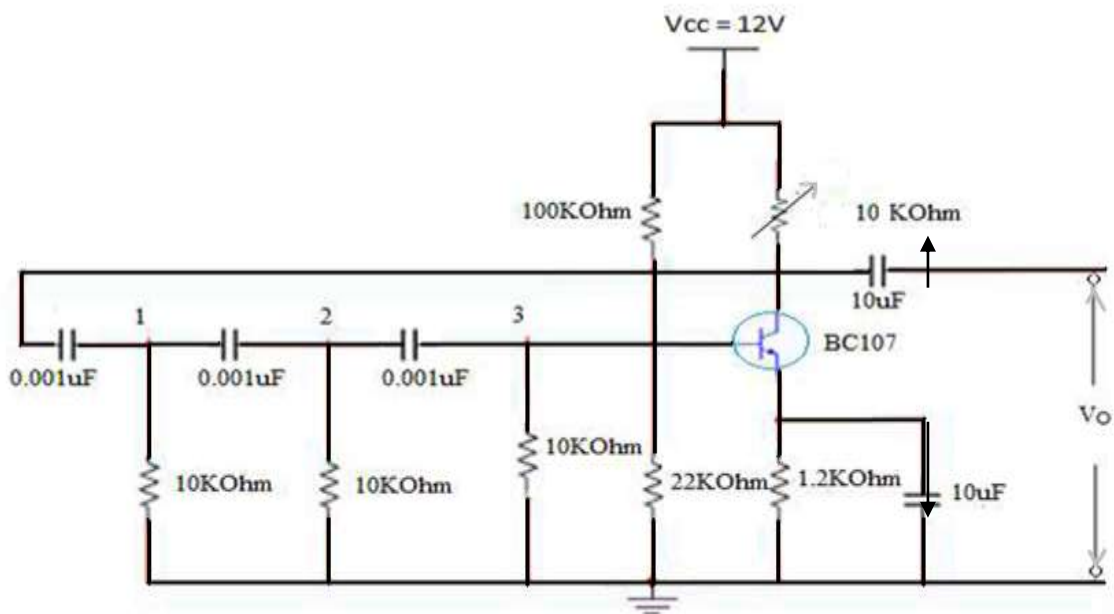 Vcc = 12V
100KOhm
10 KOhm
10uF
1
2
3
BC107
0.001uF
0.001uF
0.001uF
Vo
10KOhm
10KOhm
10KOhm
22KOhm
1.2KOhm
10uF